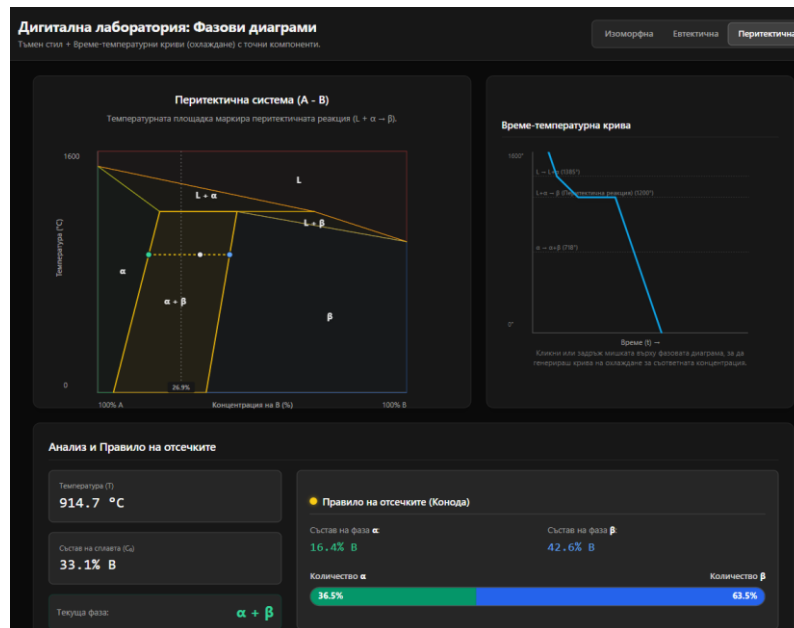 Дигитална лаборатория: Фазови диаграми
Тъмен стил + Време-температурни криви (охлаждане) с точни компоненти.
Изоморфна
Евтектична
Перитектична
Перитектична система (A - B)
Температурната площадка маркира перитектичната реакция (L + α → β).
1600
Температура (°C)
0
L
L + α
L + β
α
α + β
β
26.9%
100% A
Концентрация на B (%)
100% B
Време-температурна крива
1600°
L → L+α (1385°)
L+α → β (Перитектична реакция) (1200°)
α → α+β (718°)
0°
Време (t) →
Кликни или задръж мишката върху фазовата диаграма, за да
генерираш крива на охлаждане за съответната концентрация.
Анализ и Правило на отсечките
Температура (T)
914.7 °C
Състав на сплавта (C₀)
33.1% B
Текуща фаза:
α + β
Правило на отсечките (Конода)
Състав на фаза α:
16.4% B
Състав на фаза β:
42.6% B
Количество α
Количество β
36.5%
63.5%